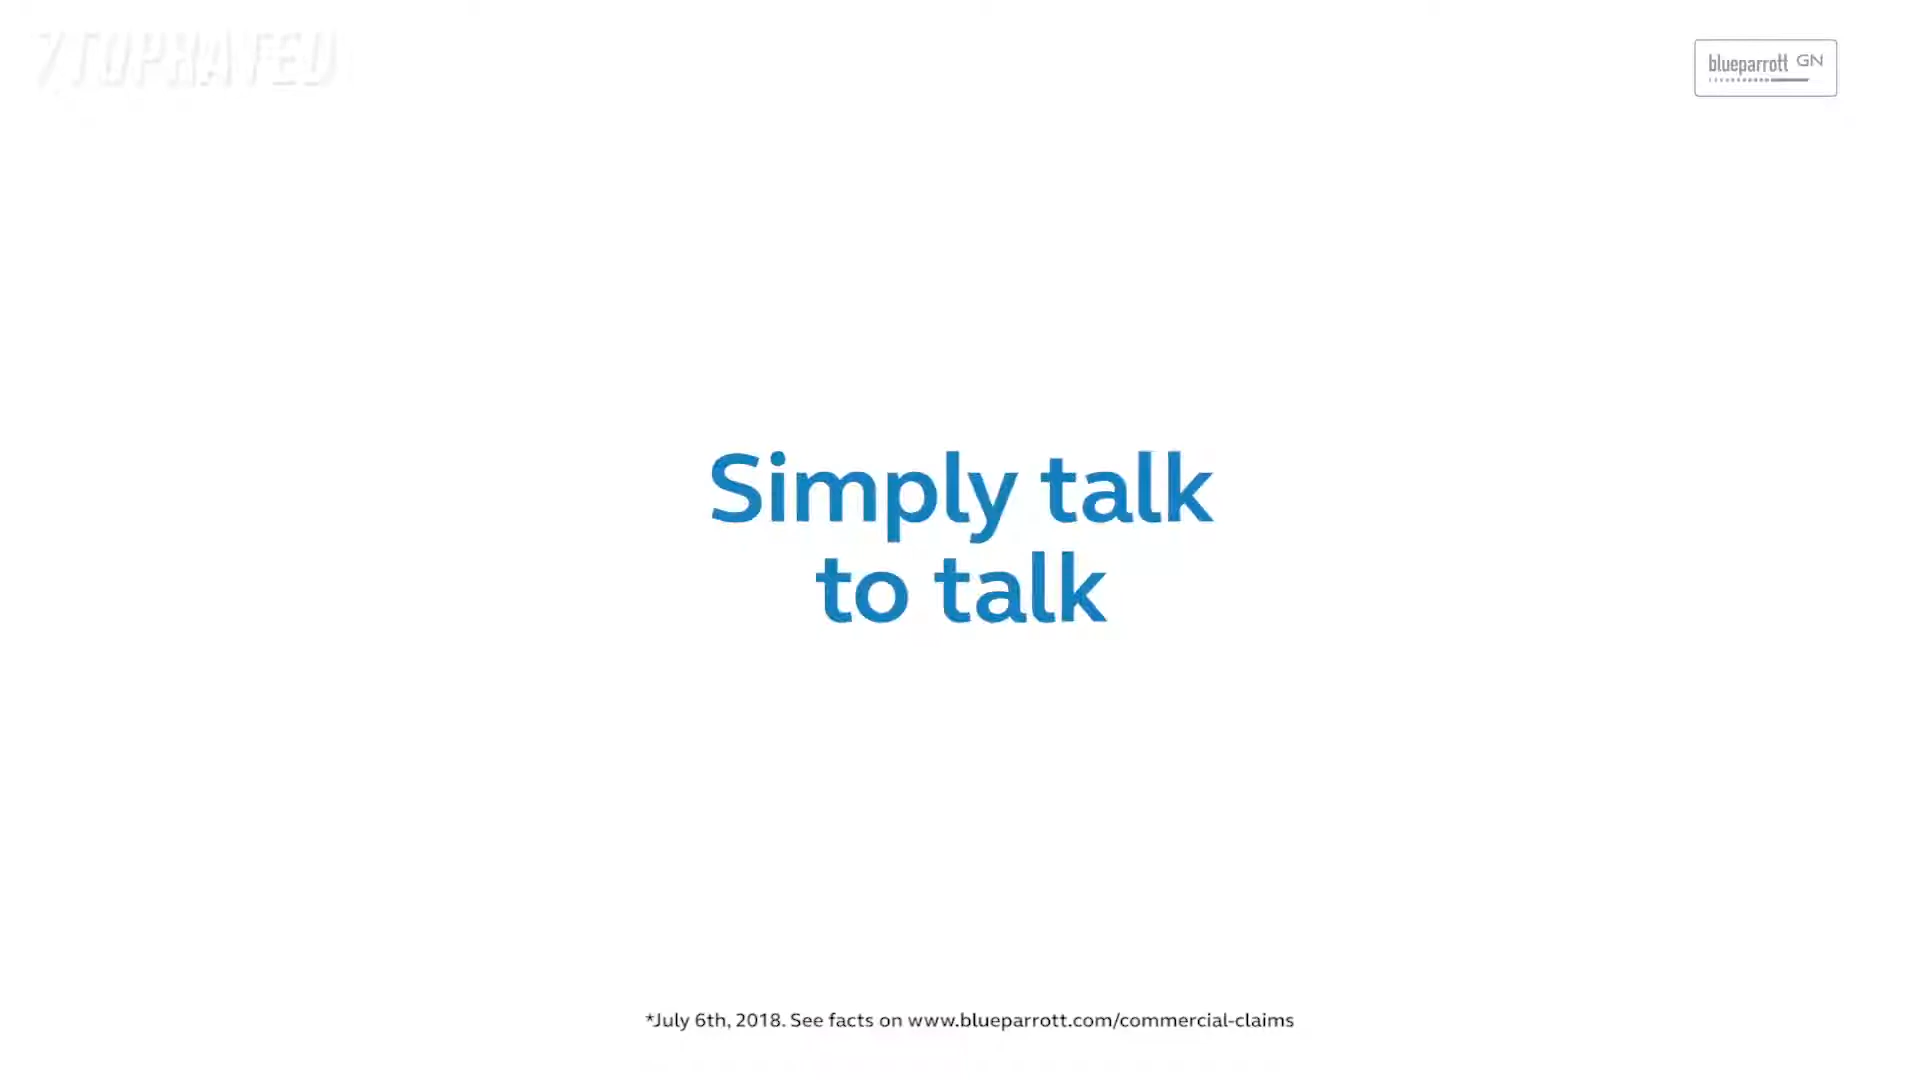 7TOPRATED
blueparrott GN
Simply talk
to talk
*July 6th, 2018. See facts on www.blueparrott.com/commercial-claims